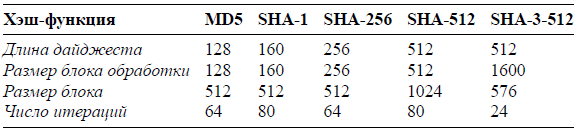 Хэш-функция MD5 SHA-1 SHA-256 SHA-512 SHA-3-512
Длина дайджеста 128 160 256 512 512
Размер блока обработки 128 160 256 512 1600
Размер блока 512 512 512 1024 576
Число итераций 64 80 64 80 24